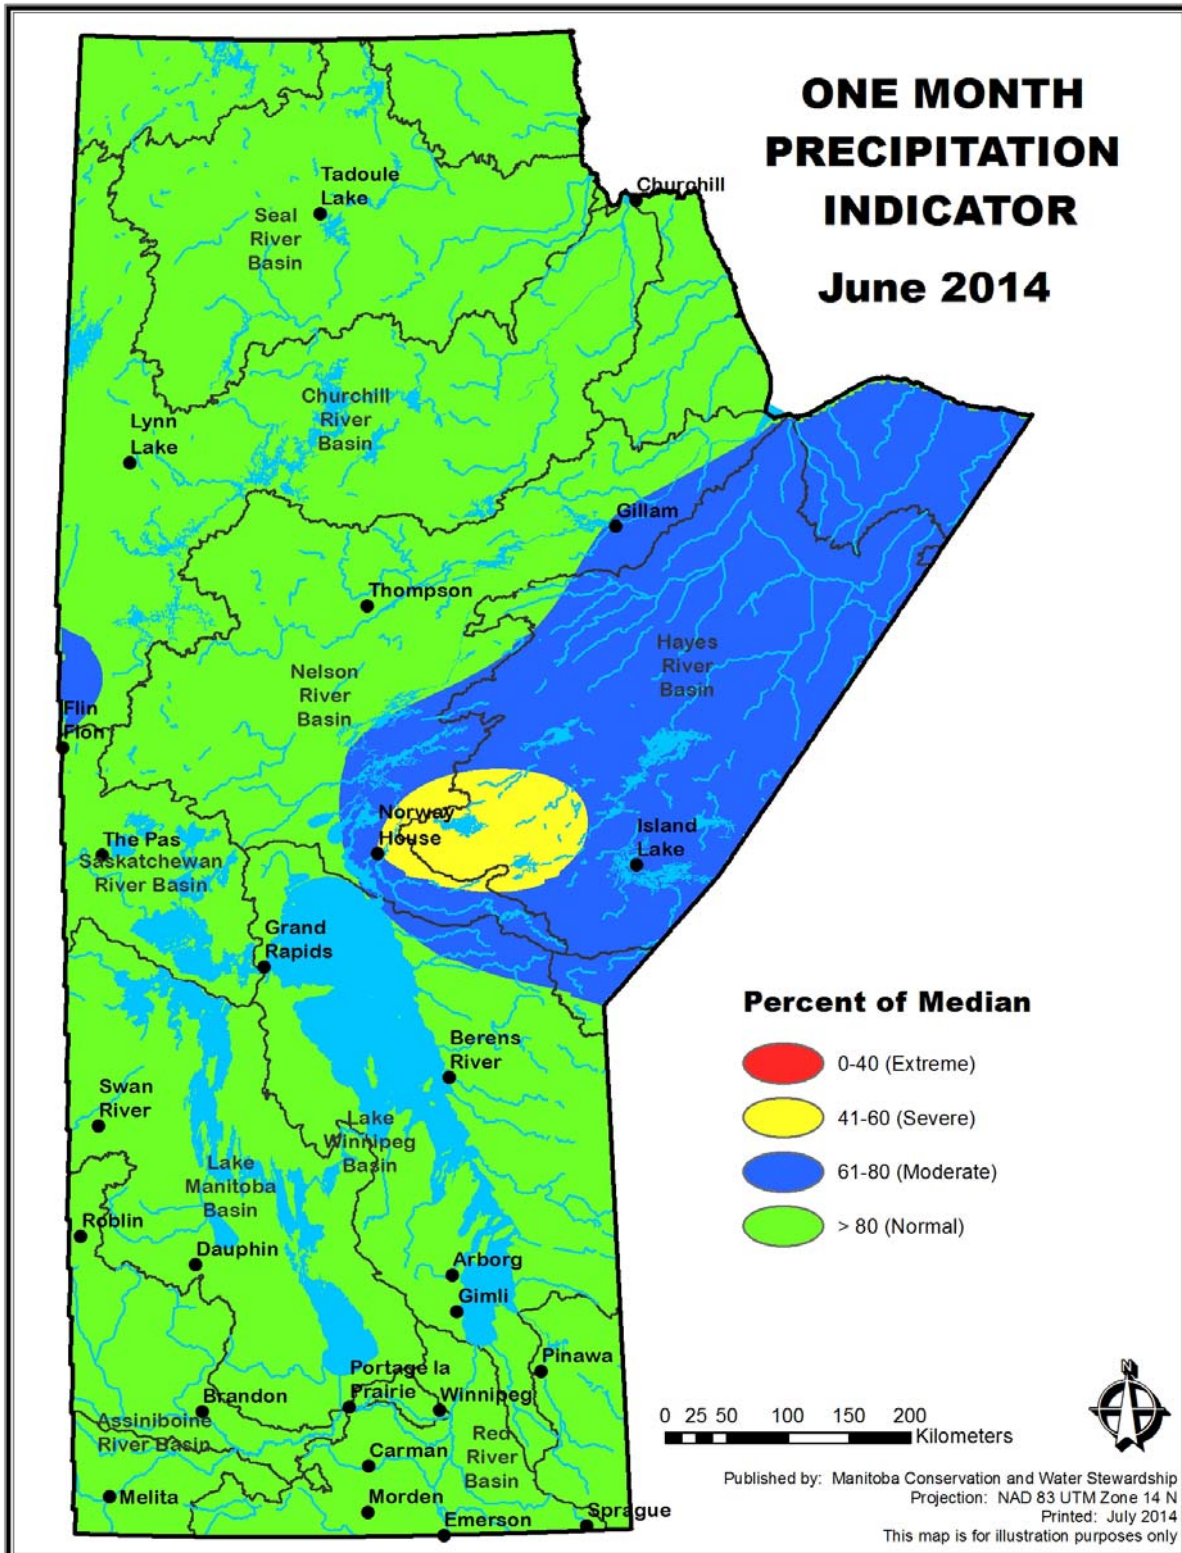 ONE MONTH
PRECIPITATION
INDICATOR
June 2014
Tadoule
Lake
Churchill
Seal
River
Basin
Churchill
River
Basin
Lynn
Lake
Gillam
Thompson
Hayes
River
Basin
Nelson
River
Basin
Flin
Flon
Norway
House
Island
Lake
The Pas
Saskatchewan
River Basin
Grand
Rapids
Berens
River
Swan
River
Lake
Winnipeg
Basin
Lake
Manitoba
Basin
Roblin
Dauphin
Arborg
Gimli
Pinawa
Portage la
Prairie
Winnipeg
Brandon
Assiniboine
River Basin
Red
River
Basin
Carman
Melita
Morden
Emerson
Sprague
Percent of Median
0-40 (Extreme)
41-60 (Severe)
61-80 (Moderate)
> 80 (Normal)
N
0 25 50 100 150 200
Kilometers
Published by: Manitoba Conservation and Water Stewardship
Projection: NAD 83 UTM Zone 14 N
Printed: July 2014
This map is for illustration purposes only